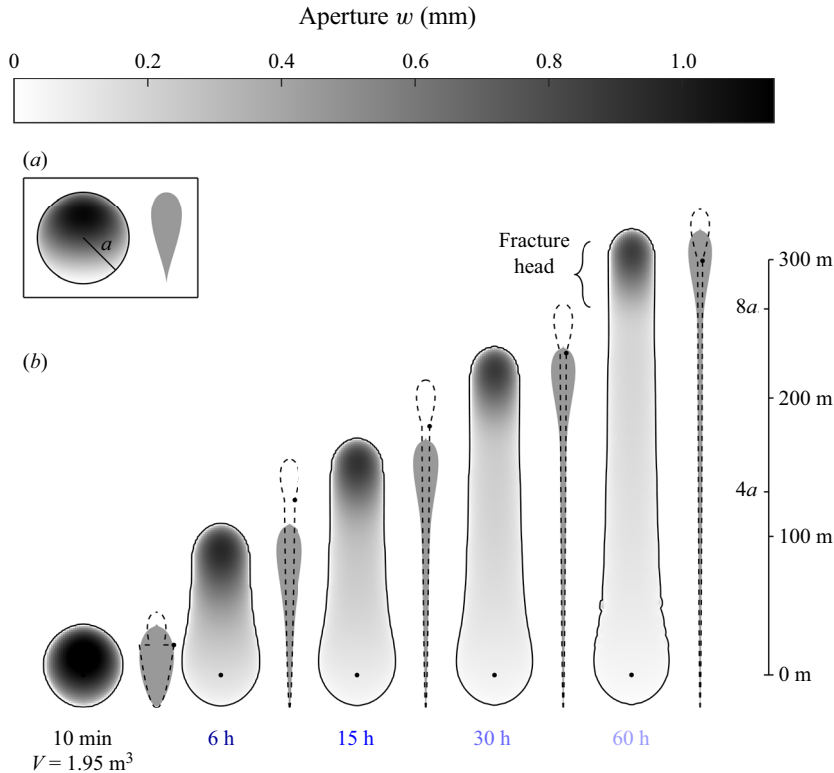 Aperture w (mm)
0 0.2 0.4 0.6 0.8 1.0
(a)
a
Fracture
head
300 m
8a
(b)
200 m
4a
100 m
0 m
10 min 6 h 15 h 30 h 60 h
V = 1.95 m³